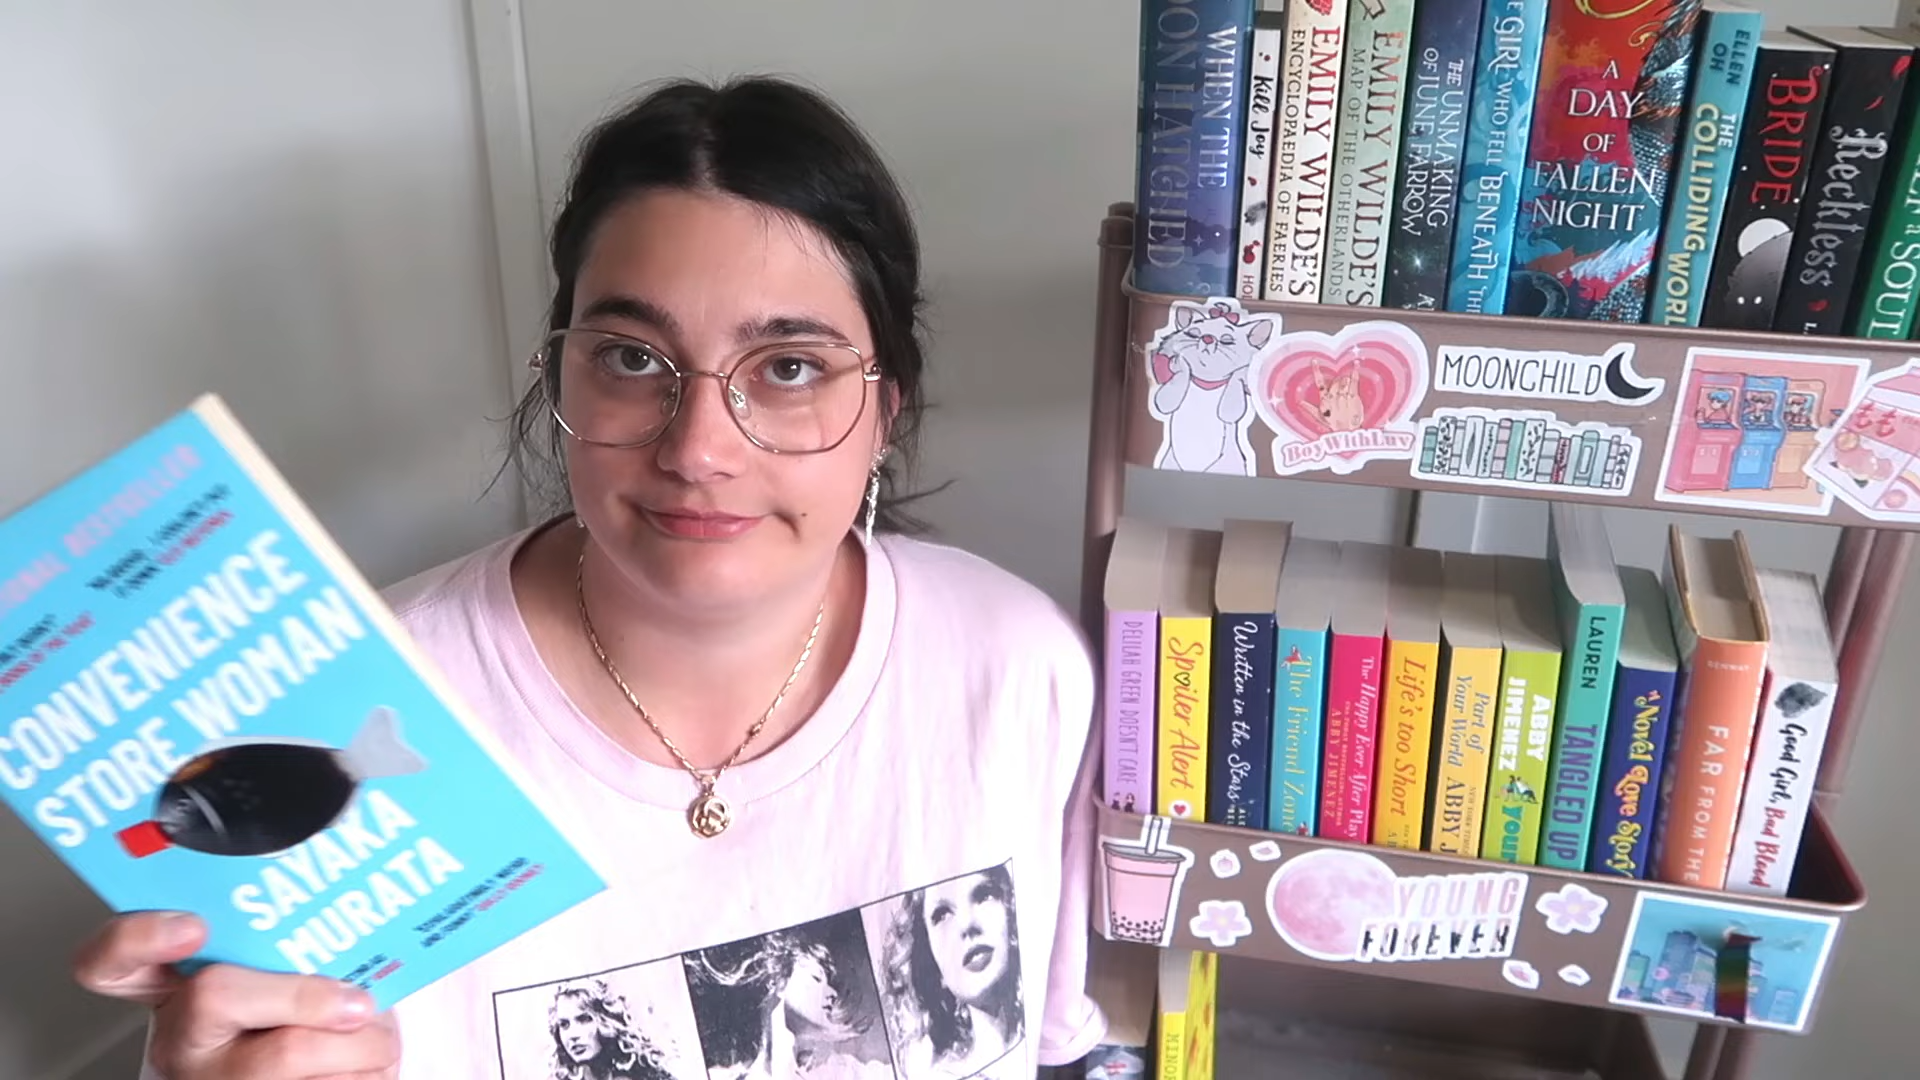 CONVENIENCE
STORE WOMAN
SAYAKA
MURATA
WHEN THE
MOON HATCHED
Kill Joy
EMILY WILDE'S
ENCYCLOPAEDIA OF FAERIES
EMILY WILDE'S
MAP OF THE OTHERLANDS
THE UNMAKING
OF JUNE FARROW
GIRL WHO FELL BENEATH THE
A
DAY
OF
FALLEN
NIGHT
ELLEN
OH
THE
COLLIDING WORL
BRIDE
Reckless
SOUL
BoyWithLuv
MOONCHILD
DELILAH GREEN DOESN'T CARE
Spoiler Alert
Written in the Stars
The Friend Zone
The Happy Ever After Play
ABBY JIMENEZ
Life's too Short
Part of
Your World
ABBY J
ABBY
JIMENEZ
LAUREN
TANGLED UP
A Novel Love Story
HENWAY
FAR FROM THE
Good Girl, Bad Blood
YOUNG
FOREVER